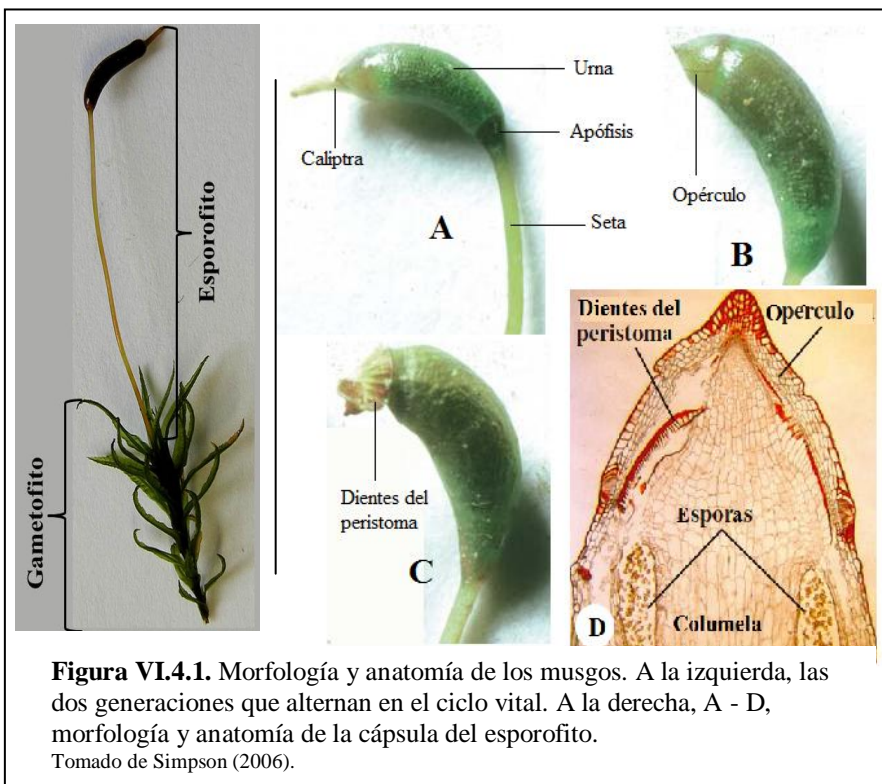 Esporofito
Gametofito
Urna
Apófisis
Caliptra
Seta
A
Opérculo
B
Dientes del
peristoma
C
Dientes del
peristoma
Operculo
Esporas
Columela
D
Figura VI.4.1. Morfología y anatomía de los musgos. A la izquierda, las
dos generaciones que alternan en el ciclo vital. A la derecha, A - D,
morfología y anatomía de la cápsula del esporofito.
Tomado de Simpson (2006).